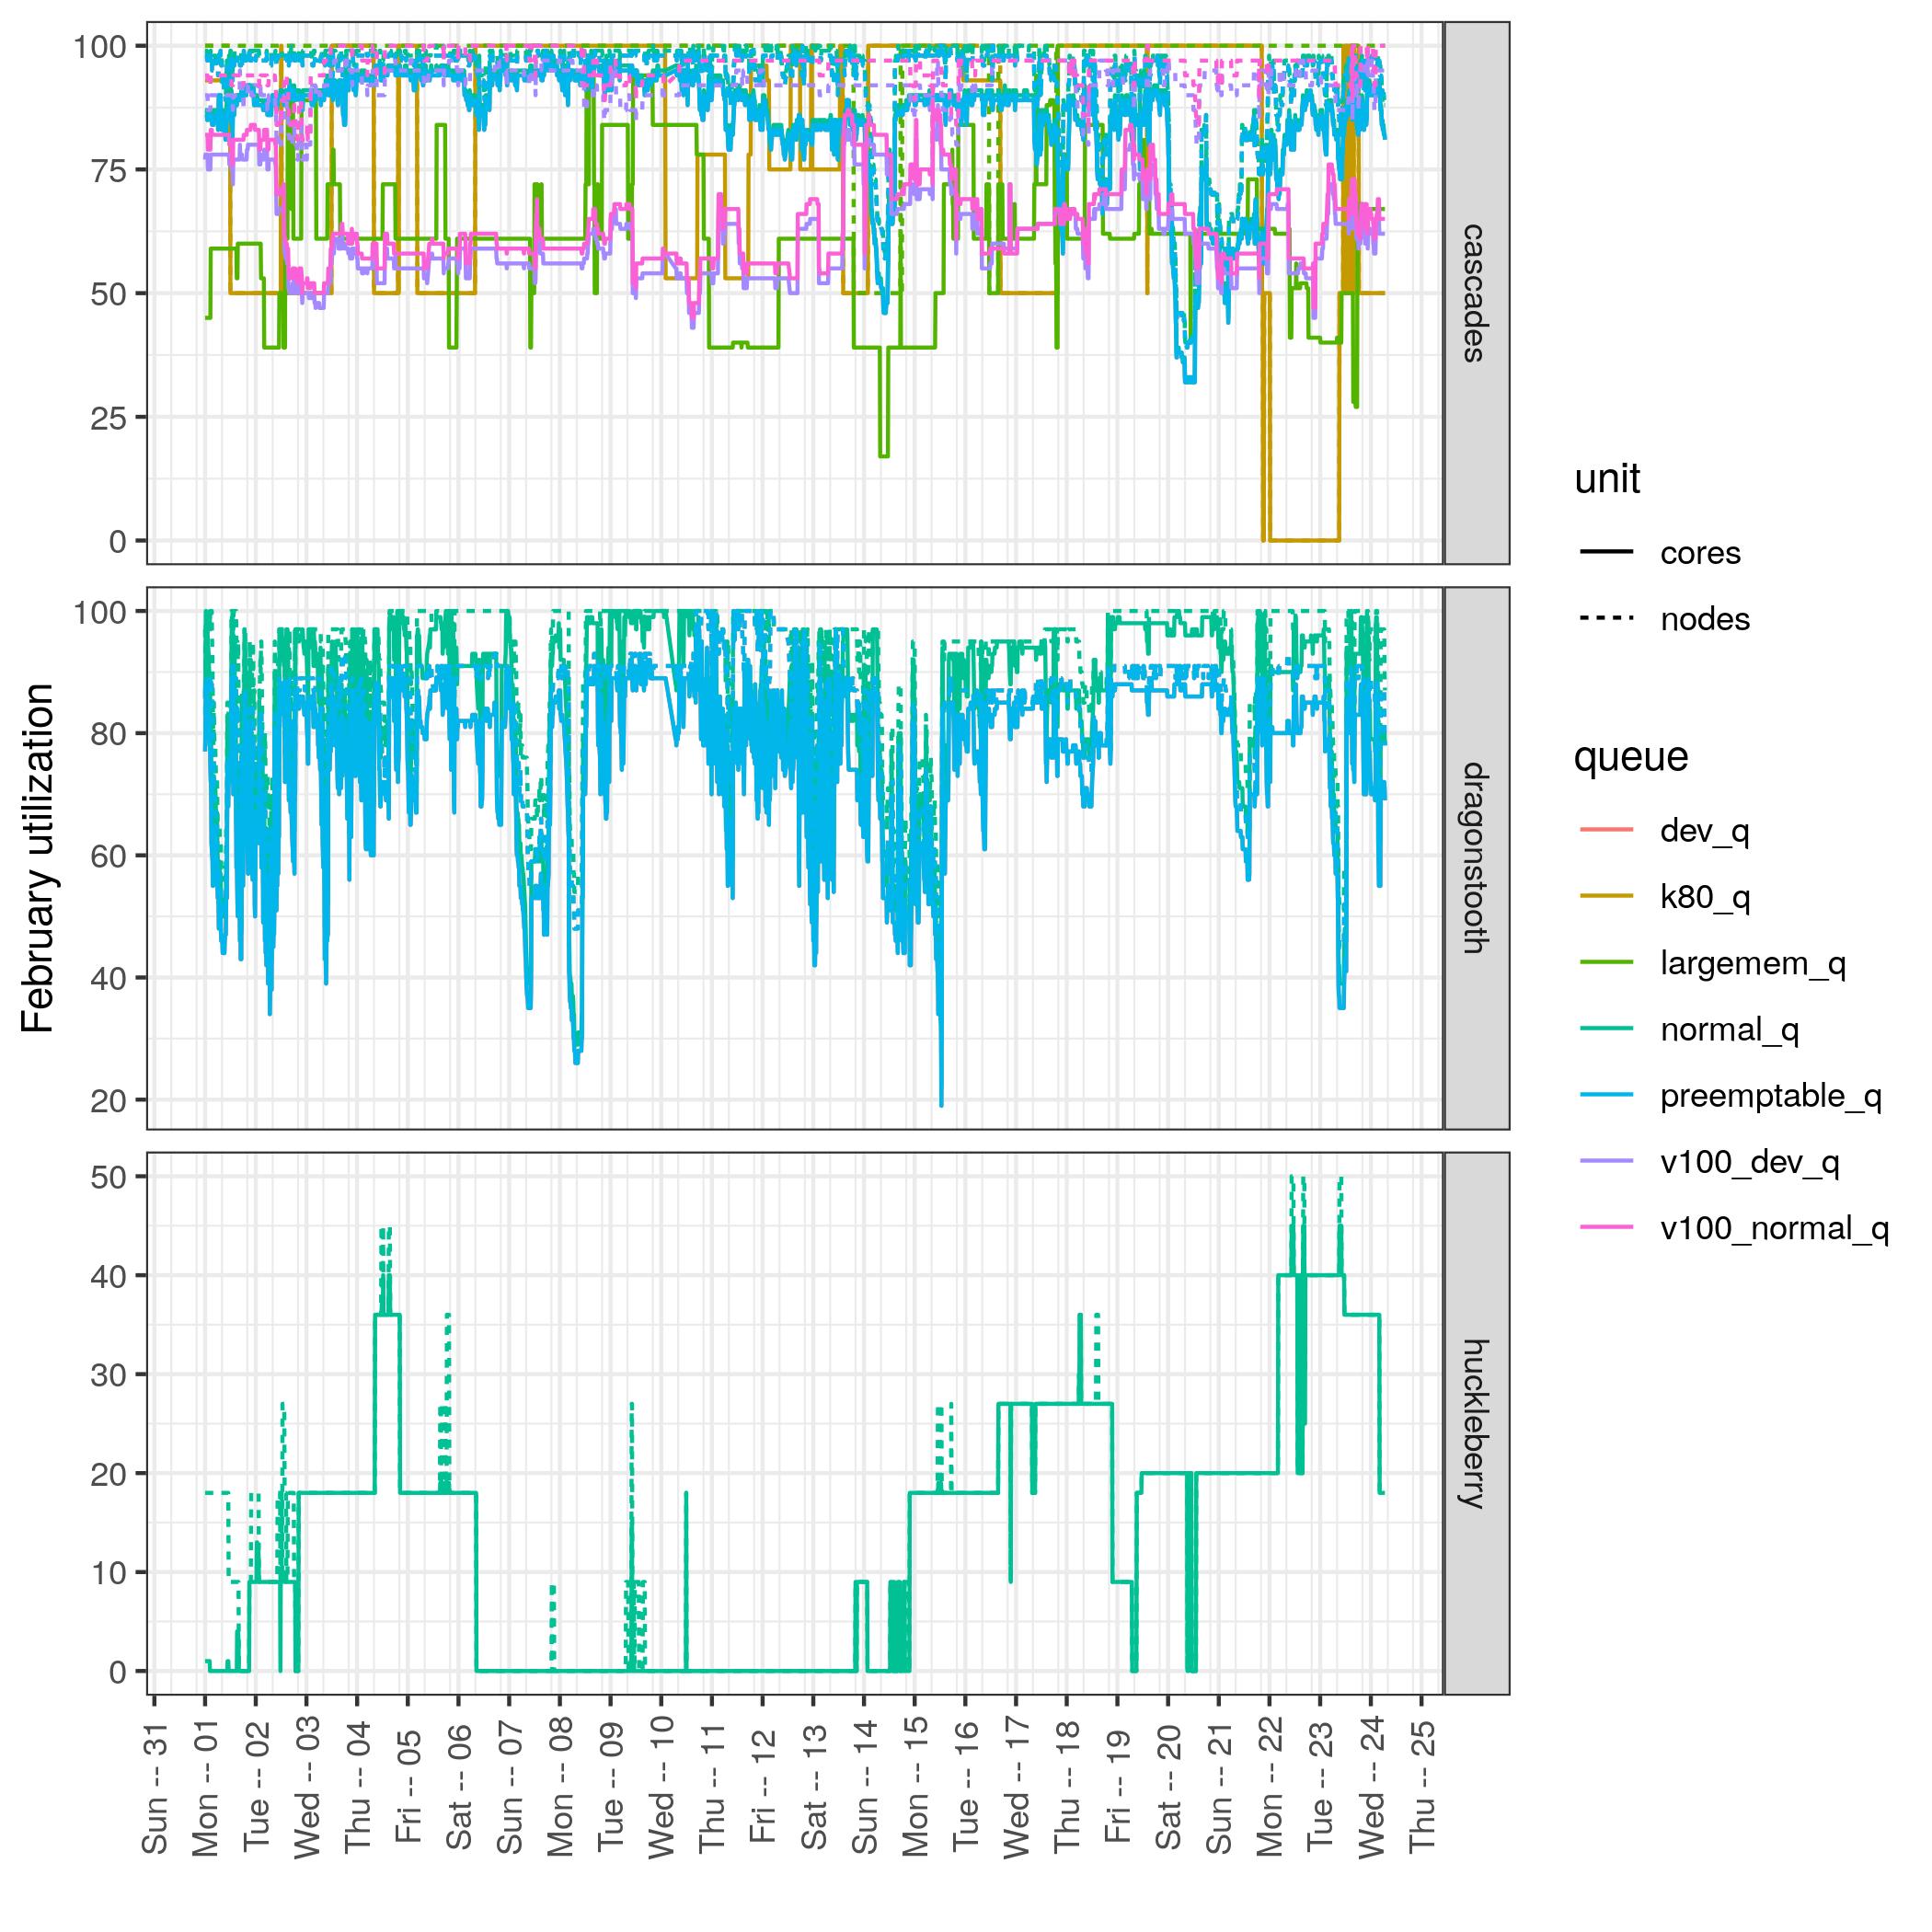 February utilization
100
75
50
25
0
cascades
100
80
60
40
20
dragonstooth
50
40
30
20
10
0
huckleberry
Sun -- 31
Mon -- 01
Tue -- 02
Wed -- 03
Thu -- 04
Fri -- 05
Sat -- 06
Sun -- 07
Mon -- 08
Tue -- 09
Wed -- 10
Thu -- 11
Fri -- 12
Sat -- 13
Sun -- 14
Mon -- 15
Tue -- 16
Wed -- 17
Thu -- 18
Fri -- 19
Sat -- 20
Sun -- 21
Mon -- 22
Tue -- 23
Wed -- 24
Thu -- 25
unit
cores
nodes
queue
dev_q
k80_q
largemem_q
normal_q
preemptable_q
v100_dev_q
v100_normal_q